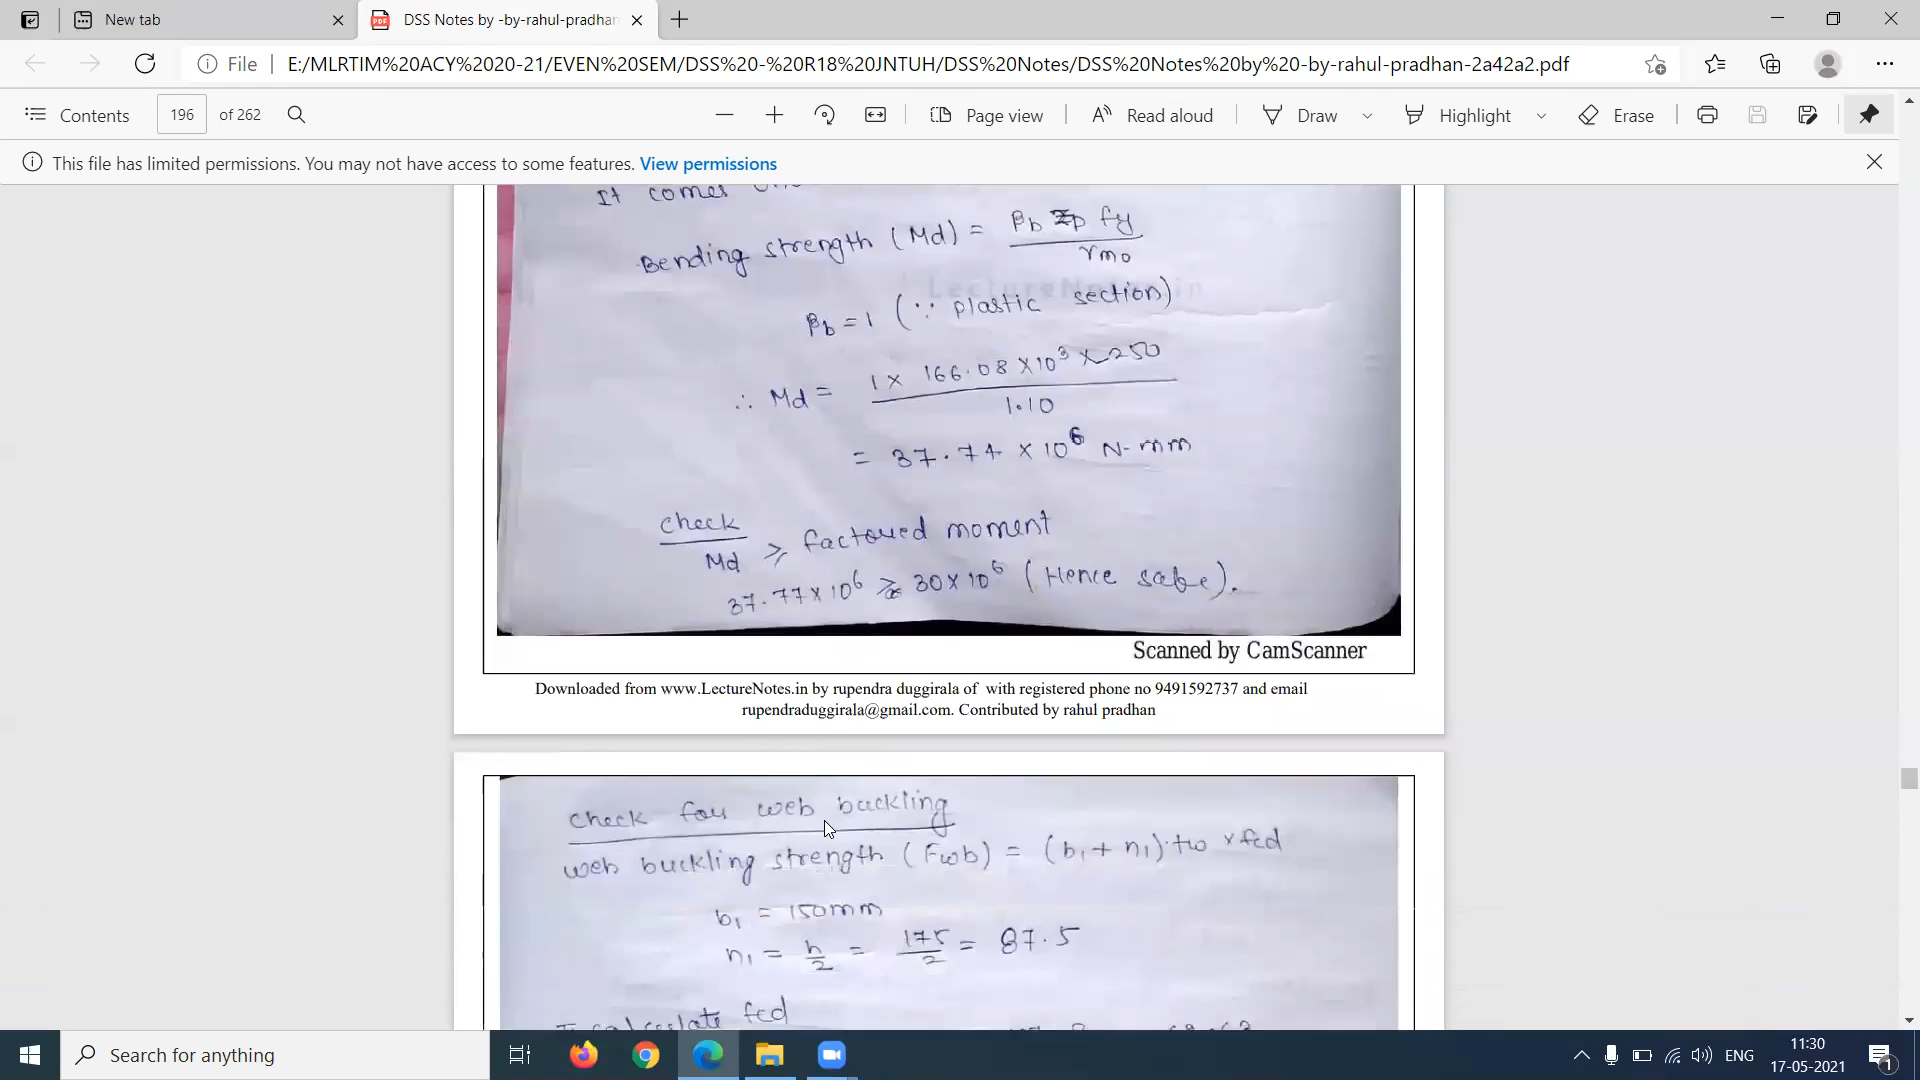 New tab
DSS Notes by -by-rahul-pradhan
File
E:/MLRTIM%20ACY%2020-21/EVEN%20SEM/DSS%20-%20R18%20JNTUH/DSS%20Notes/DSS%20Notes%20by%20-by-rahul-pradhan-2a42a2.pdf
Contents
196 of 262
Page view
Read aloud
Draw
Highlight
Erase
This file has limited permissions. You may not have access to some features. View permissions
It comes
Bending strength (Md) = βb Zp fy / γmo
LectureNotes.in
βb = 1 (∵ plastic section)
∴ Md = 1 × 166.08 × 10³ × 250 / 1.10
= 37.74 × 10⁶ N-mm
check
Md ≥ factored moment
37.77 × 10⁶ ≥ 30 × 10⁶ (Hence safe).
Scanned by CamScanner
Downloaded from www.LectureNotes.in by rupendra duggirala of with registered phone no 9491592737 and email
rupendraduggirala@gmail.com. Contributed by rahul pradhan
check for web buckling
web buckling strength (Fwb) = (b₁ + n₁) · tw × fcd
b₁ = 150mm
n₁ = h/2 = 175/2 = 87.5
calculate fcd
Search for anything
ENG
11:30
17-05-2021
1